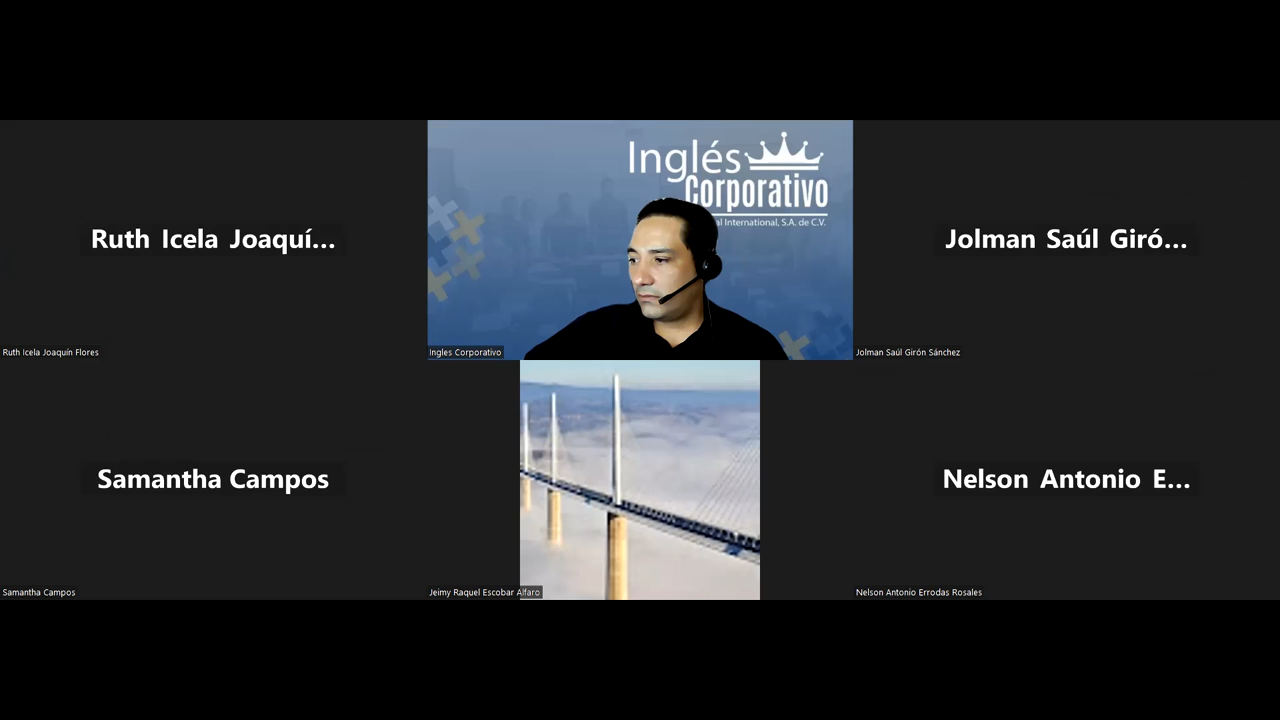 Ruth Icela Joaquí...
Ruth Icela Joaquín Flores
Inglés
Corporativo
al International, S.A. de C.V.
Ingles Corporativo
Jolman Saúl Giró...
Jolman Saúl Girón Sánchez
Samantha Campos
Samantha Campos
Jeimy Raquel Escobar Alfaro
Nelson Antonio E...
Nelson Antonio Errodas Rosales